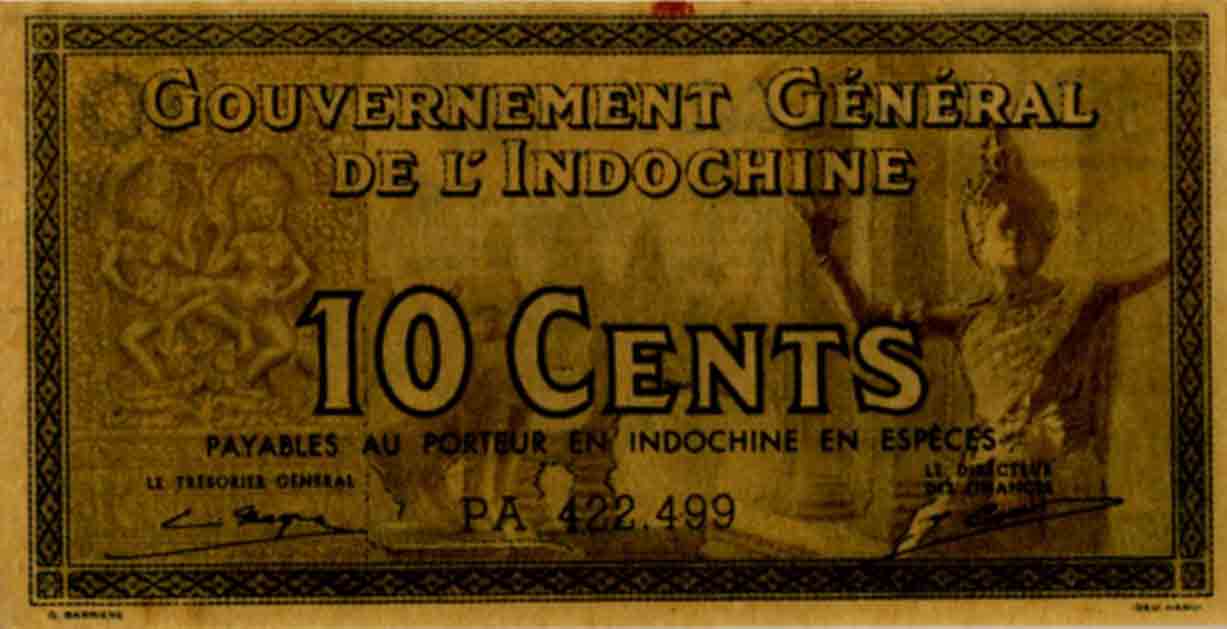 GOUVERNEMENT GÉNÉRAL
DE L'INDOCHINE
10 CENTS
PAYABLES AU PORTEUR EN INDOCHINE EN ESPÈCES
LE TRÉSORIER GÉNÉRAL
LE DIRECTEUR
DES FINANCES
PA 422.499